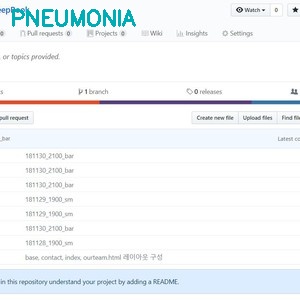 PNEUMONIA
Watch 0
0 Pull requests 0 Projects 0 Wiki Insights Settings
, or topics provided.
1 branch 0 releases
pull request Create new file Upload files Find file
_bar Latest co
181130_2100_bar
181130_2100_bar
181130_2100_bar
181129_1900_sm
181129_1900_sm
181130_2100_bar
181128_1900_sm
base, contact, index, ourteam.html 레이아웃 구성
in this repository understand your project by adding a README.